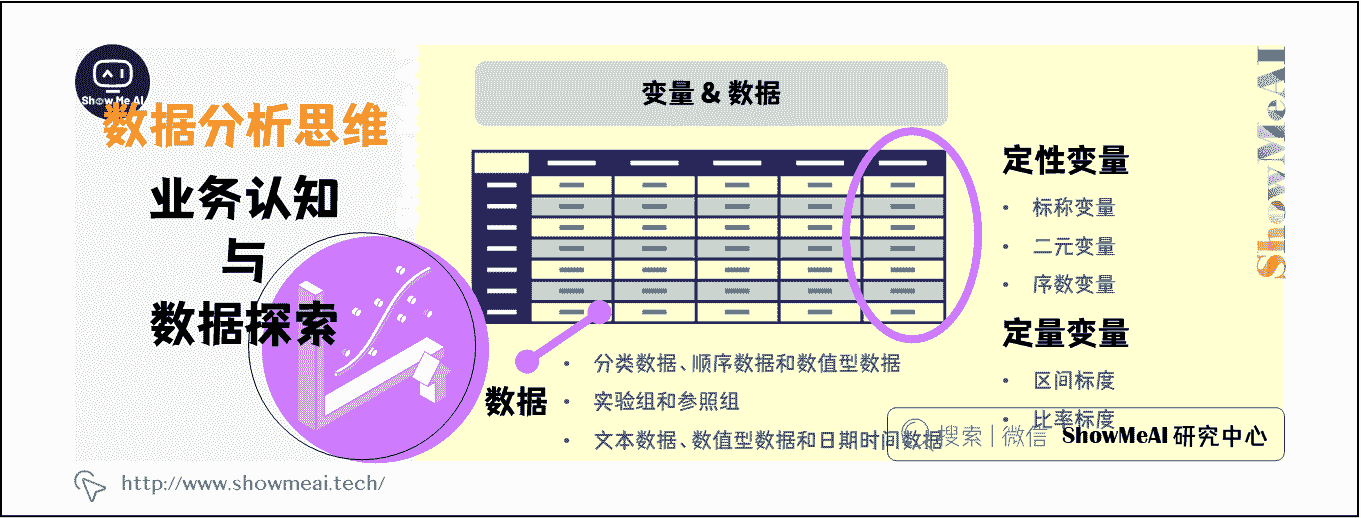 Show Me AI
数据分析思维
业务认知
与
数据探索
变量 & 数据
定性变量
• 标称变量
• 二元变量
• 序数变量
定量变量
• 区间标度
• 比率标度
数据
• 分类数据、顺序数据和数值型数据
• 实验组和参照组
• 文本数据、数值型数据和日期时间数据
搜索 | 微信 ShowMeAI 研究中心
ShowMeAI
http://www.showmeai.tech/